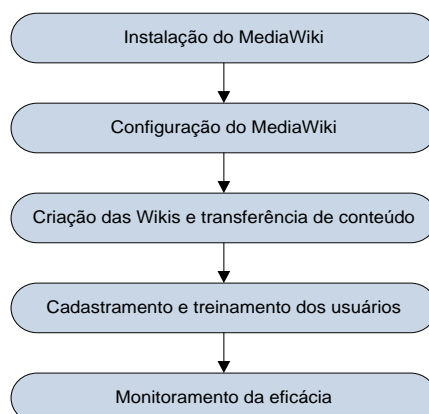 Instalação do MediaWiki
Configuração do MediaWiki
Criação das Wikis e transferência de conteúdo
Cadastramento e treinamento dos usuários
Monitoramento da eficácia